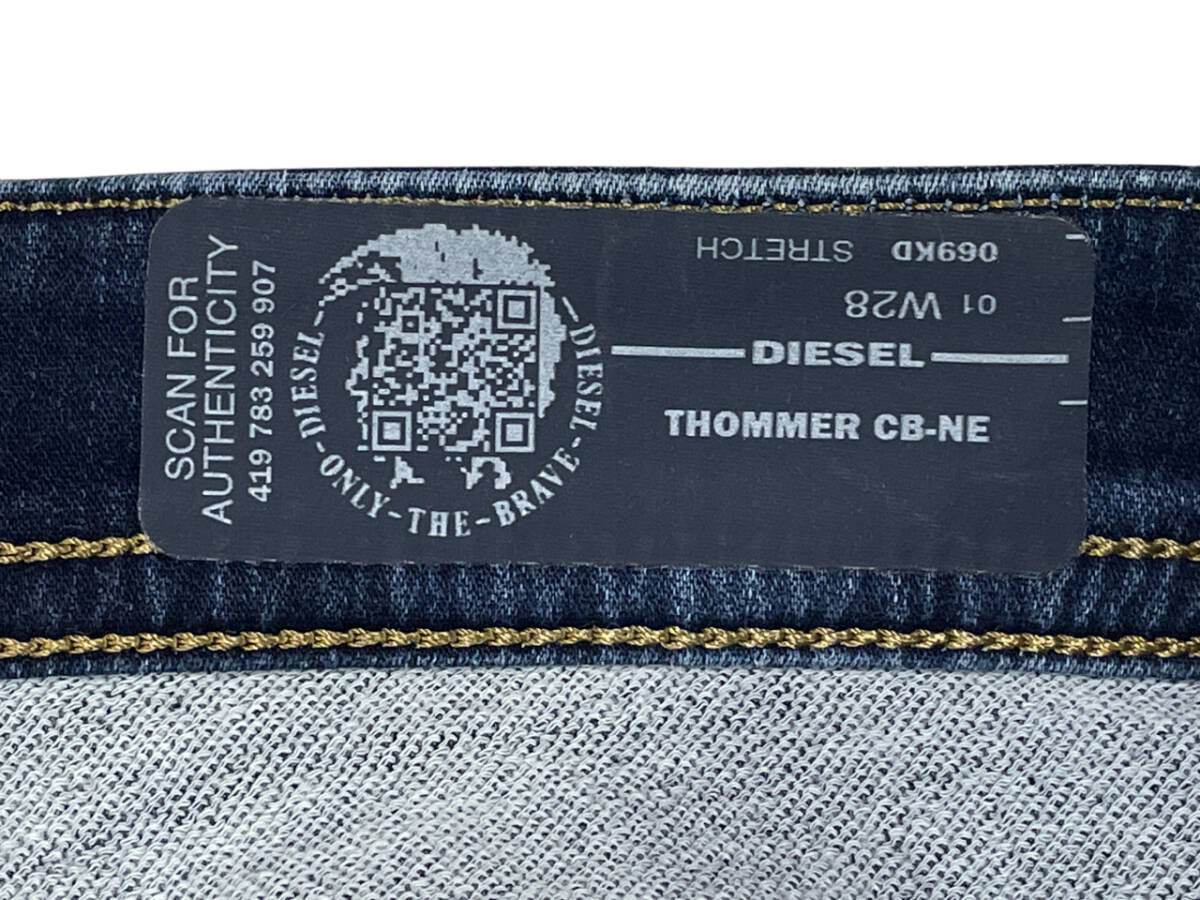 SCAN FOR
AUTHENTICITY
419 783 259 907
DIESEL-ONLY-THE-BRAVE-DIESEL
069KD STRETCH
01 W28
DIESEL
THOMMER CB-NE